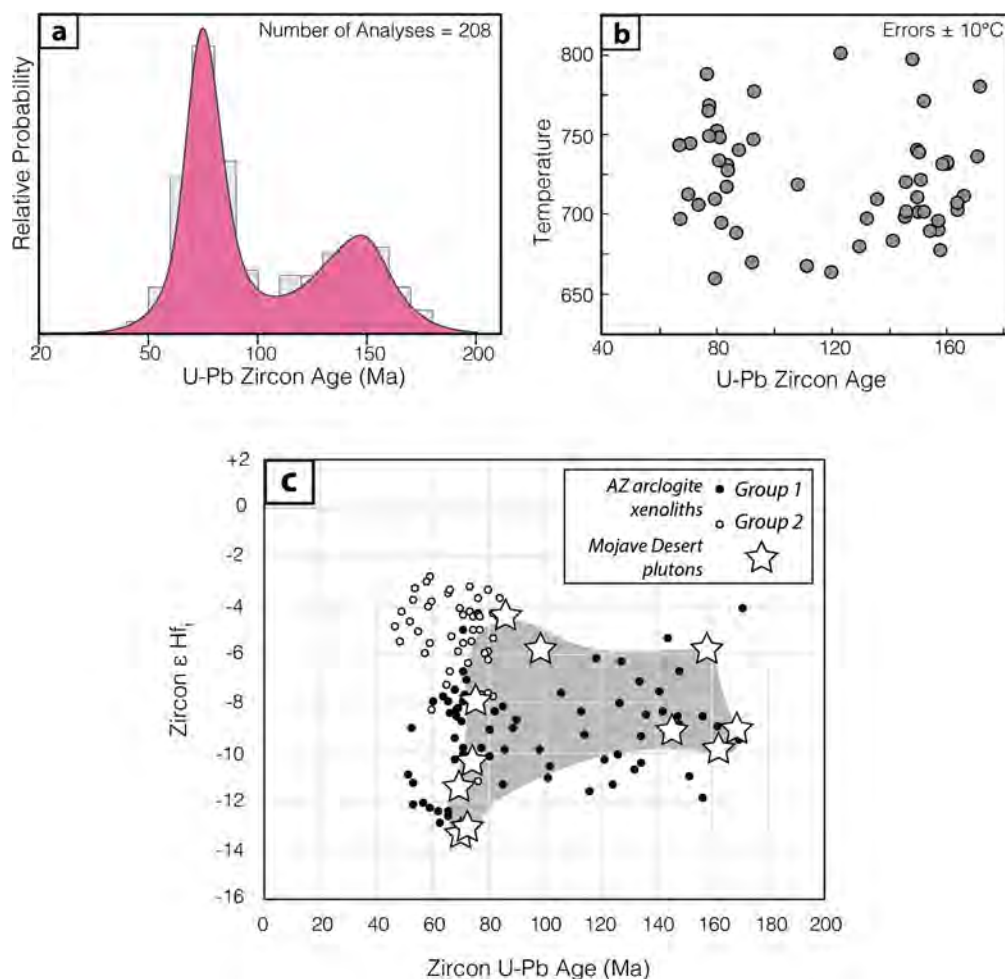 a
Number of Analyses = 208
Relative Probability
20
50
100
150
200
U-Pb Zircon Age (Ma)
b
Errors ± 10°C
Temperature
800
750
700
650
40
80
120
160
U-Pb Zircon Age
c
AZ arclogite
xenoliths
Group 1
Group 2
Mojave Desert
plutons
Zircon ε Hfi
+2
0
-2
-4
-6
-8
-10
-12
-14
-16
0
20
40
60
80
100
120
140
160
180
200
Zircon U-Pb Age (Ma)